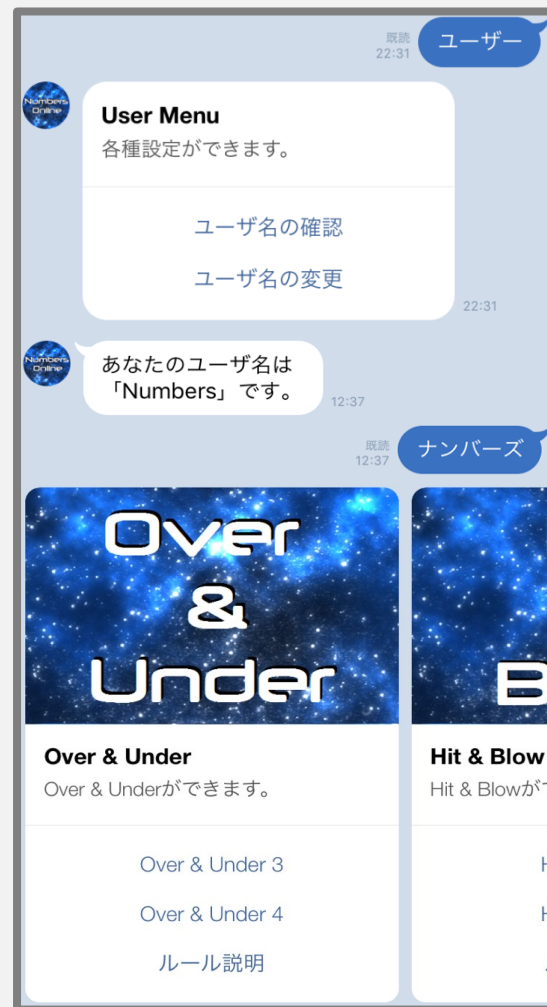 既読
22:31
ユーザー
Numbers
Online
User Menu
各種設定ができます。
ユーザ名の確認
ユーザ名の変更
22:31
Numbers
Online
あなたのユーザ名は
「Numbers」です。
12:37
既読
12:37
ナンバーズ
Over
&
Under
B
Over & Under
Over & Underができます。
Over & Under 3
Over & Under 4
ルール説明
Hit & Blow
Hit & Blowが
H
H